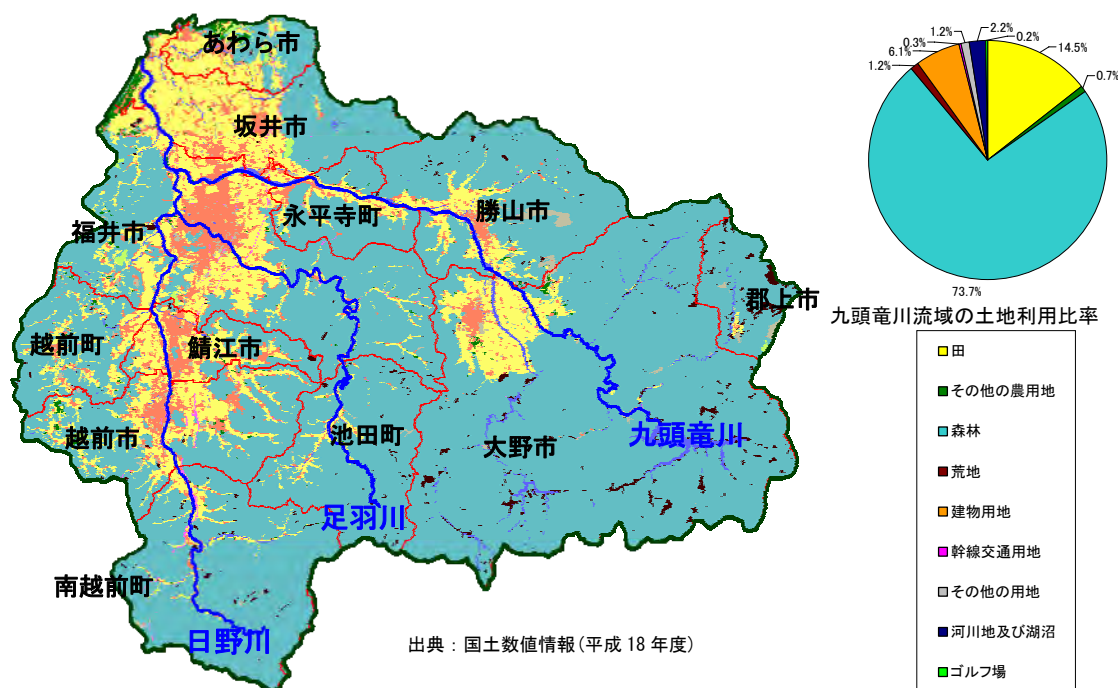 あわら市
坂井市
永平寺町
勝山市
福井市
郡上市
越前町
鯖江市
越前市
池田町
大野市
九頭竜川
足羽川
南越前町
日野川
出典：国土数値情報(平成18年度)
0.3%
1.2%
2.2%
0.2%
14.5%
6.1%
1.2%
0.7%
73.7%
九頭竜川流域の土地利用比率
田
その他の農用地
森林
荒地
建物用地
幹線交通用地
その他の用地
河川地及び湖沼
ゴルフ場